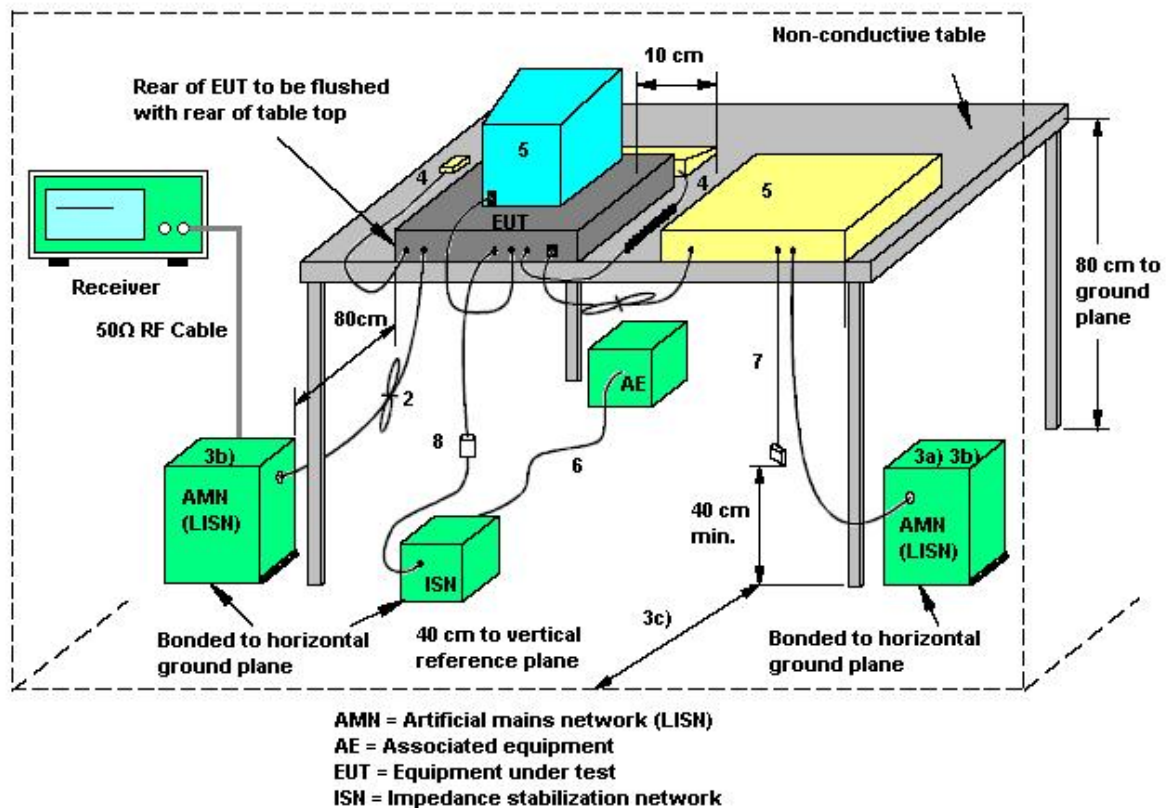 Non-conductive table
10 cm
Rear of EUT to be flushed
with rear of table top
5
4
4
5
EUT
Receiver
50Ω RF Cable
80cm
80 cm to
ground
plane
AE
7
2
8
6
3b)
AMN
(LISN)
3a) 3b)
AMN
(LISN)
40 cm
min.
ISN
3c)
Bonded to horizontal
ground plane
40 cm to vertical
reference plane
Bonded to horizontal
ground plane
AMN = Artificial mains network (LISN)
AE = Associated equipment
EUT = Equipment under test
ISN = Impedance stabilization network